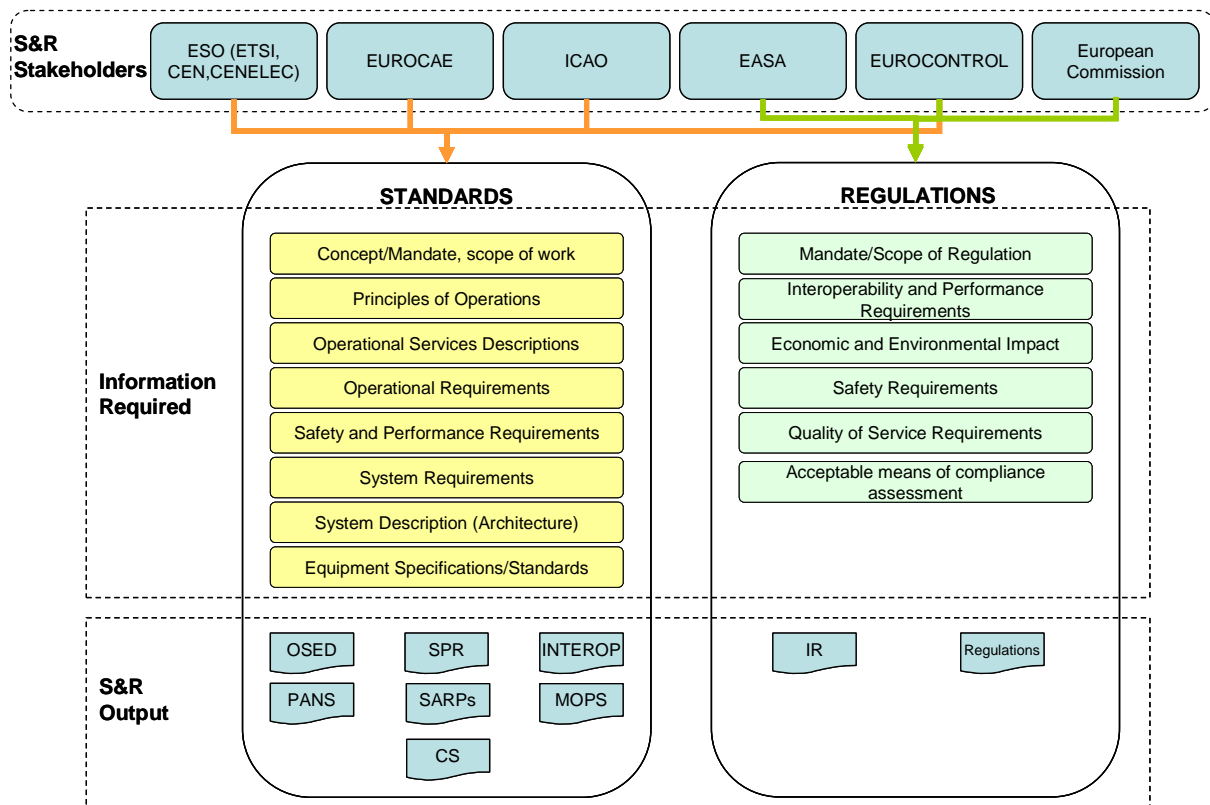 S&R
Stakeholders
ESO (ETSI,
CEN,CENELEC)
EUROCAE
ICAO
EASA
EUROCONTROL
European
Commission
STANDARDS
REGULATIONS
Information
Required
Concept/Mandate, scope of work
Principles of Operations
Operational Services Descriptions
Operational Requirements
Safety and Performance Requirements
System Requirements
System Description (Architecture)
Equipment Specifications/Standards
Mandate/Scope of Regulation
Interoperability and Performance
Requirements
Economic and Environmental Impact
Safety Requirements
Quality of Service Requirements
Acceptable means of compliance
assessment
S&R
Output
OSED
SPR
INTEROP
PANS
SARPs
MOPS
CS
IR
Regulations